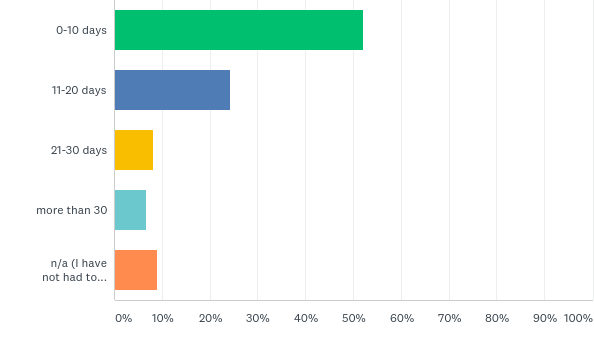 0-10 days
11-20 days
21-30 days
more than 30
n/a (I have
not had to...
0% 10% 20% 30% 40% 50% 60% 70% 80% 90% 100%